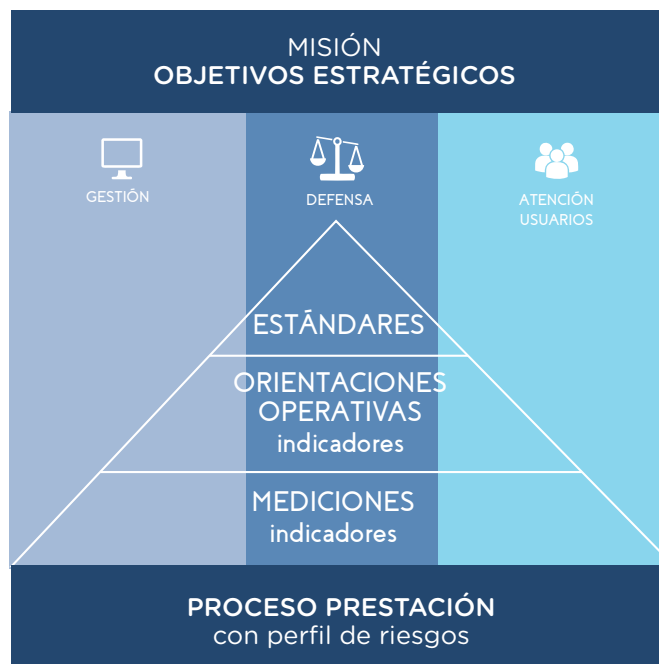 MISIÓN
OBJETIVOS ESTRATÉGICOS
GESTIÓN
DEFENSA
ATENCIÓN
USUARIOS
ESTÁNDARES
ORIENTACIONES
OPERATIVAS
indicadores
MEDICIONES
indicadores
PROCESO PRESTACIÓN
con perfil de riesgos